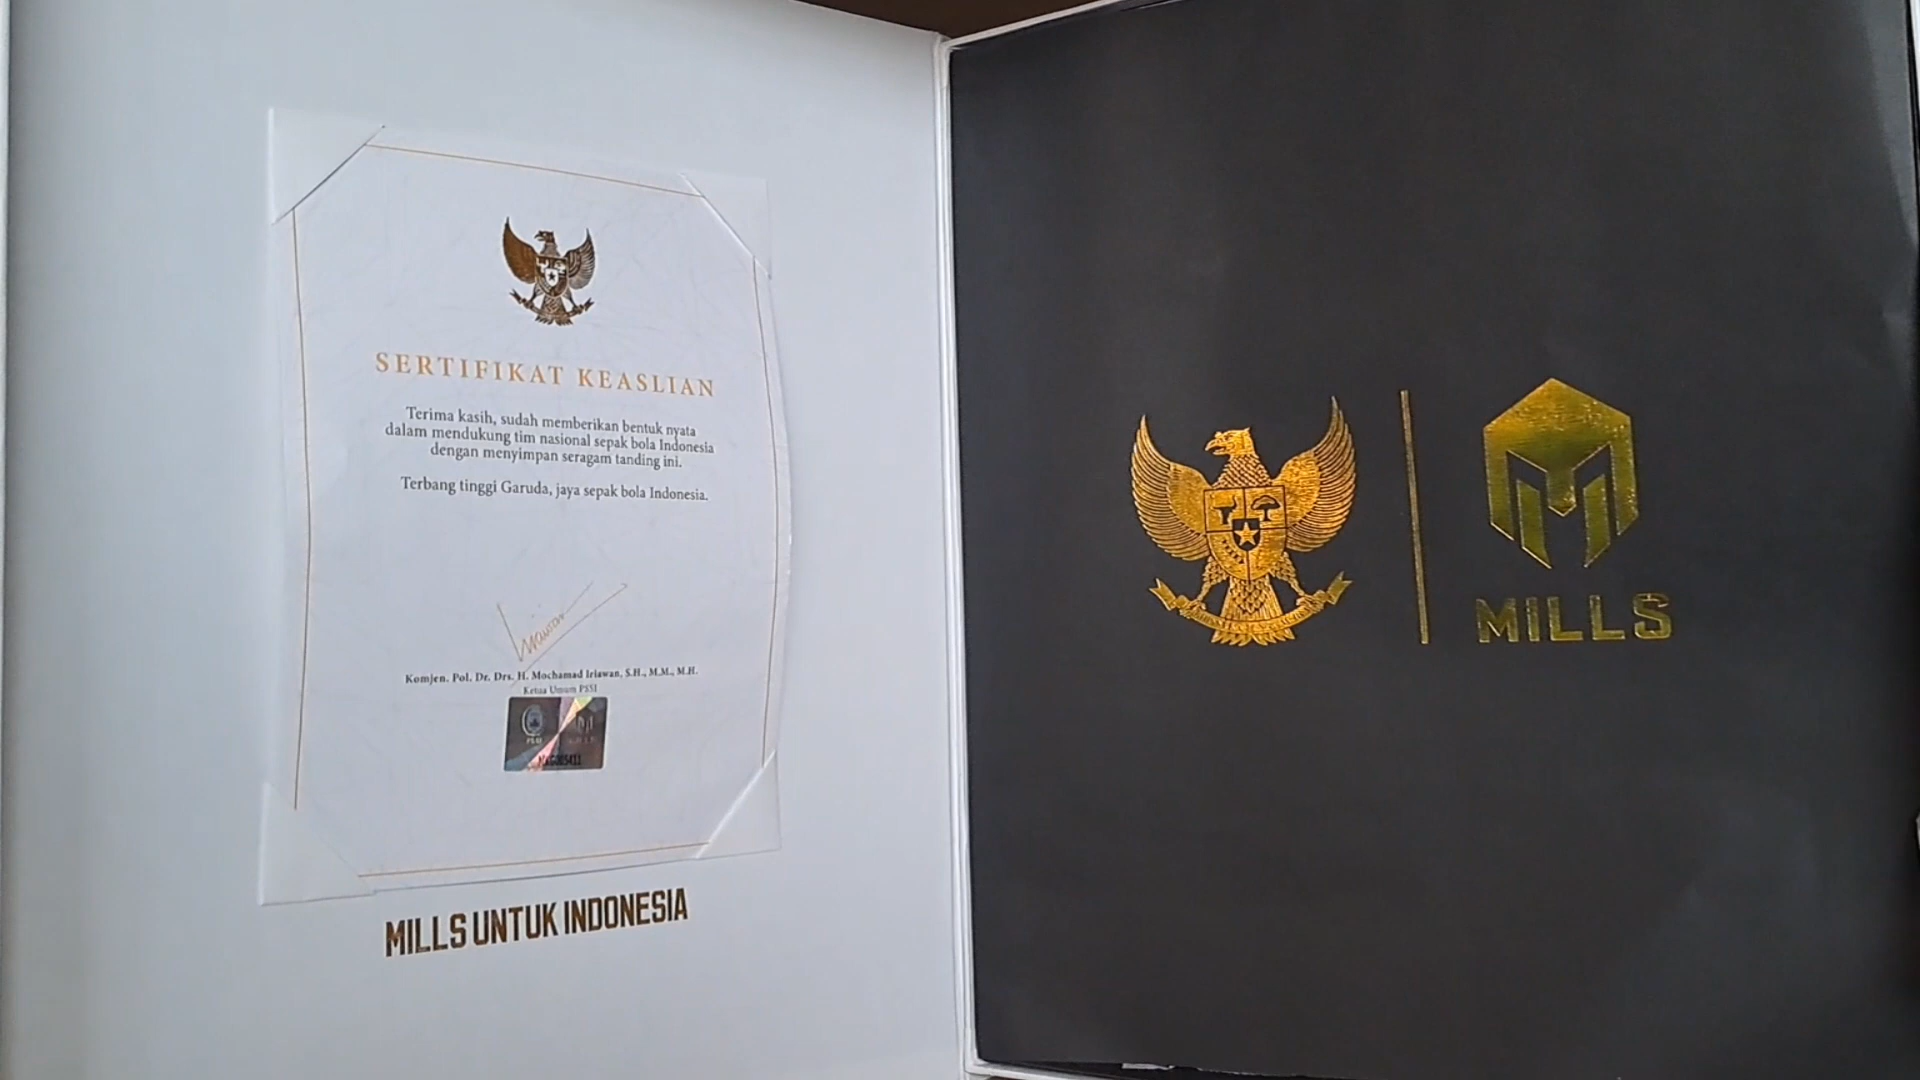 SERTIFIKAT KEASLIAN
Terima kasih, sudah memberikan bentuk nyata
dalam mendukung tim nasional sepak bola Indonesia
dengan menyimpan seragam tanding ini.
Terbang tinggi Garuda, jaya sepak bola Indonesia.
Komjen. Pol. Dr. Drs. H. Mochamad Iriawan, S.H., M.M., M.H.
Ketua Umum PSSI
PSSI
MILLS UNTUK INDONESIA
MILLS